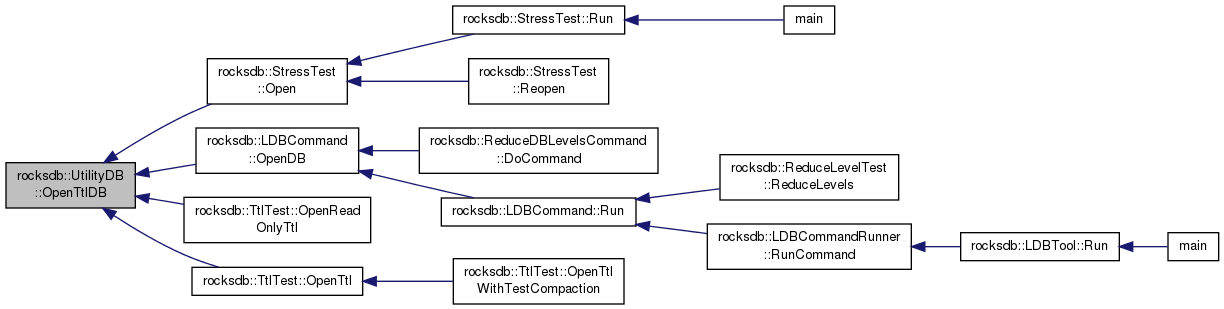 rocksdb::StressTest::Run
main
rocksdb::StressTest
::Open
rocksdb::StressTest
::Reopen
rocksdb::LDBCommand
::OpenDB
rocksdb::ReduceDBLevelsCommand
::DoCommand
rocksdb::UtilityDB
::OpenTtlDB
rocksdb::ReduceLevelTest
::ReduceLevels
rocksdb::TtlTest::OpenRead
OnlyTtl
rocksdb::LDBCommand::Run
rocksdb::LDBCommandRunner
::RunCommand
rocksdb::LDBTool::Run
main
rocksdb::TtlTest::OpenTtl
rocksdb::TtlTest::OpenTtl
WithTestCompaction